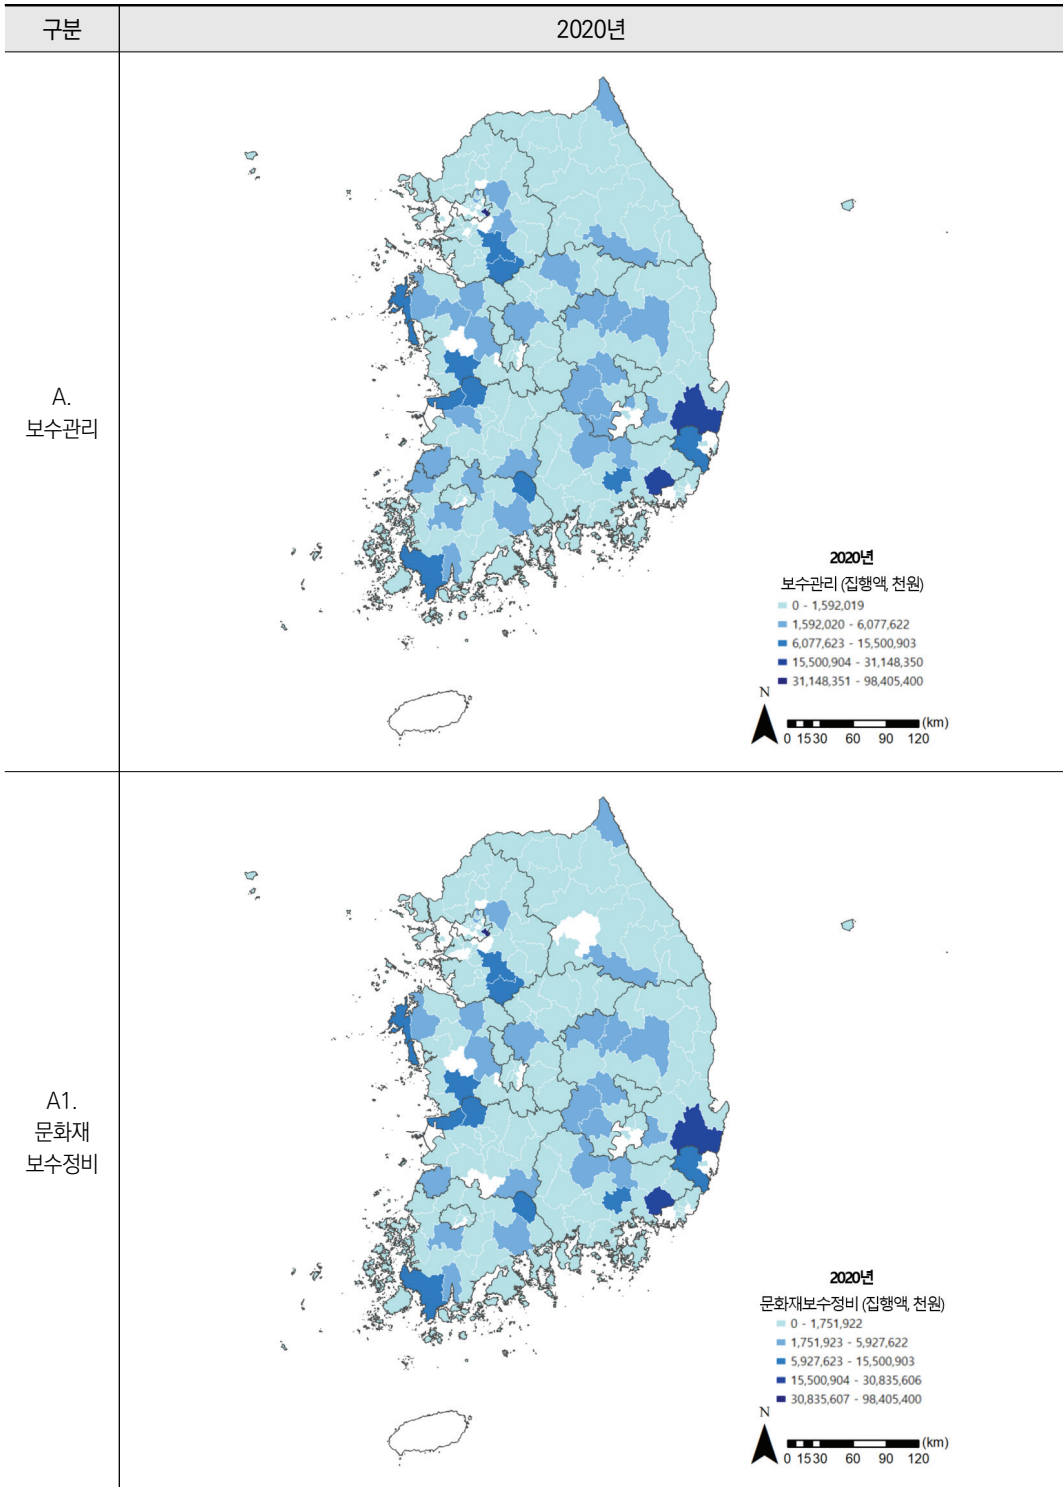 구분
2020년
A.
보수관리
2020년
보수관리 (집행액, 천원)
0 - 1,592,019
1,592,020 - 6,077,622
6,077,623 - 15,500,903
15,500,904 - 31,148,350
31,148,351 - 98,405,400
N
(km)
0 15 30 60 90 120
A1.
문화재
보수정비
2020년
문화재보수정비 (집행액, 천원)
0 - 1,751,922
1,751,923 - 5,927,622
5,927,623 - 15,500,903
15,500,904 - 30,835,606
30,835,607 - 98,405,400
N
(km)
0 15 30 60 90 120